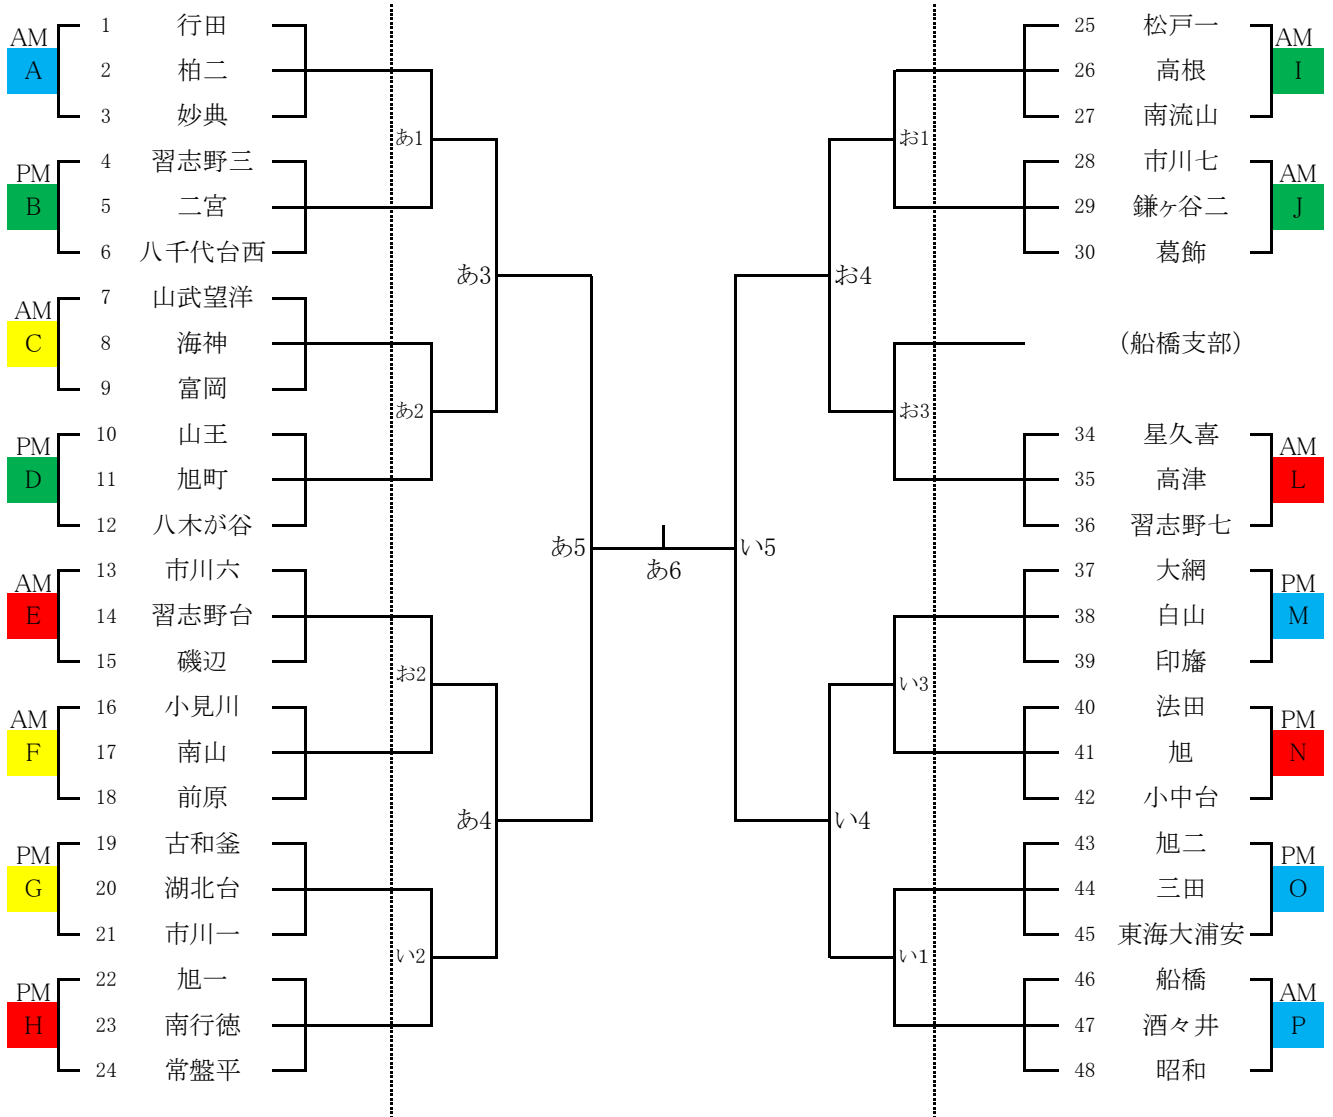 AM
A
1 行田
2 柏二
3 妙典
PM
B
4 習志野三
5 二宮
6 八千代台西
AM
C
7 山武望洋
8 海神
9 富岡
PM
D
10 山王
11 旭町
12 八木が谷
AM
E
13 市川六
14 習志野台
15 磯辺
AM
F
16 小見川
17 南山
18 前原
PM
G
19 古和釜
20 湖北台
21 市川一
PM
H
22 旭一
23 南行徳
24 常盤平
あ1
あ2
お2
い2
あ3
あ4
あ5
あ6
い5
お4
い4
お1
お3
い3
い1
25 松戸一
26 高根
27 南流山
AM
I
28 市川七
29 鎌ヶ谷二
30 葛飾
AM
J
(船橋支部)
34 星久喜
35 高津
36 習志野七
AM
L
37 大網
38 白山
39 印旛
PM
M
40 法田
41 旭
42 小中台
PM
N
43 旭二
44 三田
45 東海大浦安
PM
O
46 船橋
47 酒々井
48 昭和
AM
P